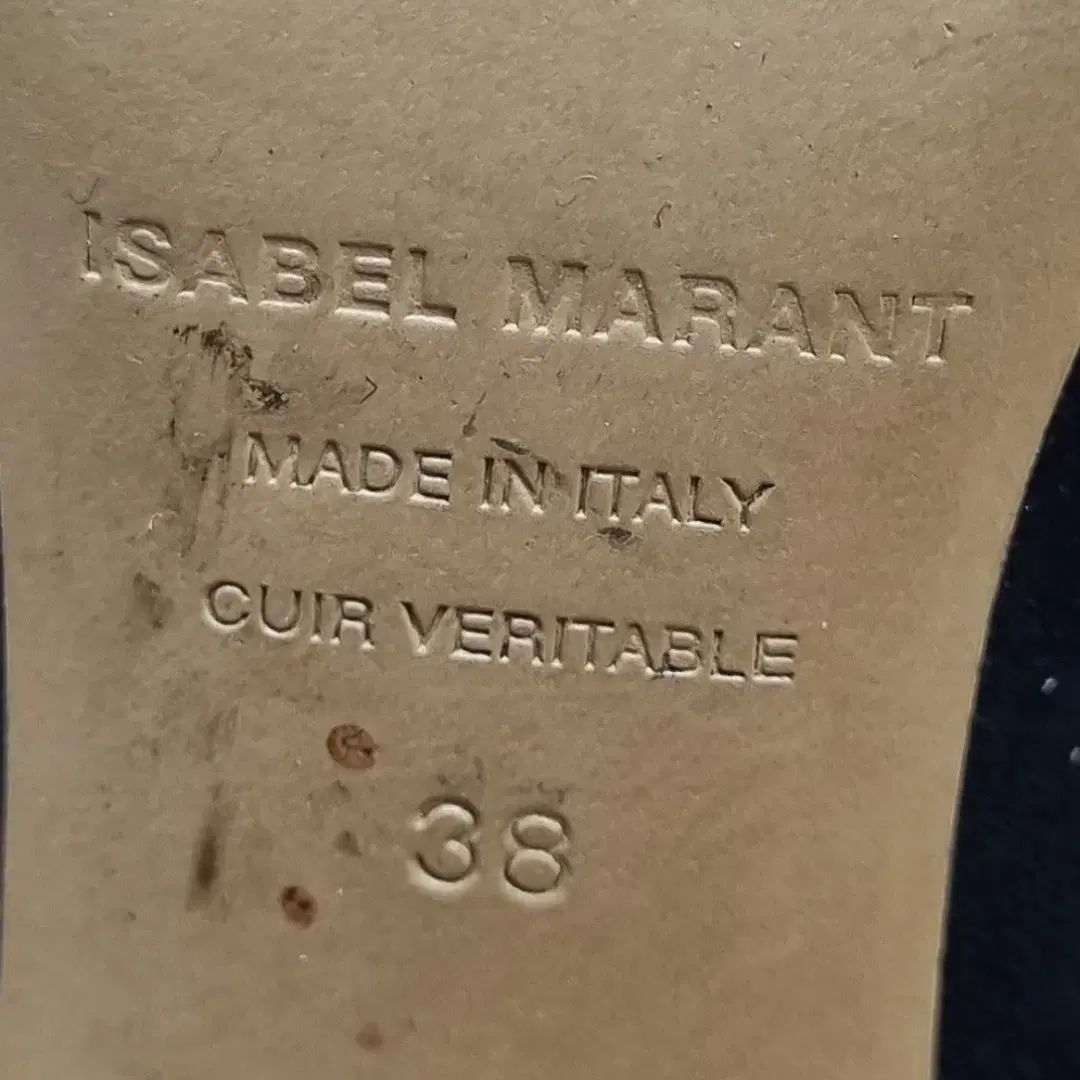 ISABEL MARANT
MADE IN ITALY
CUIR VERITABLE
38